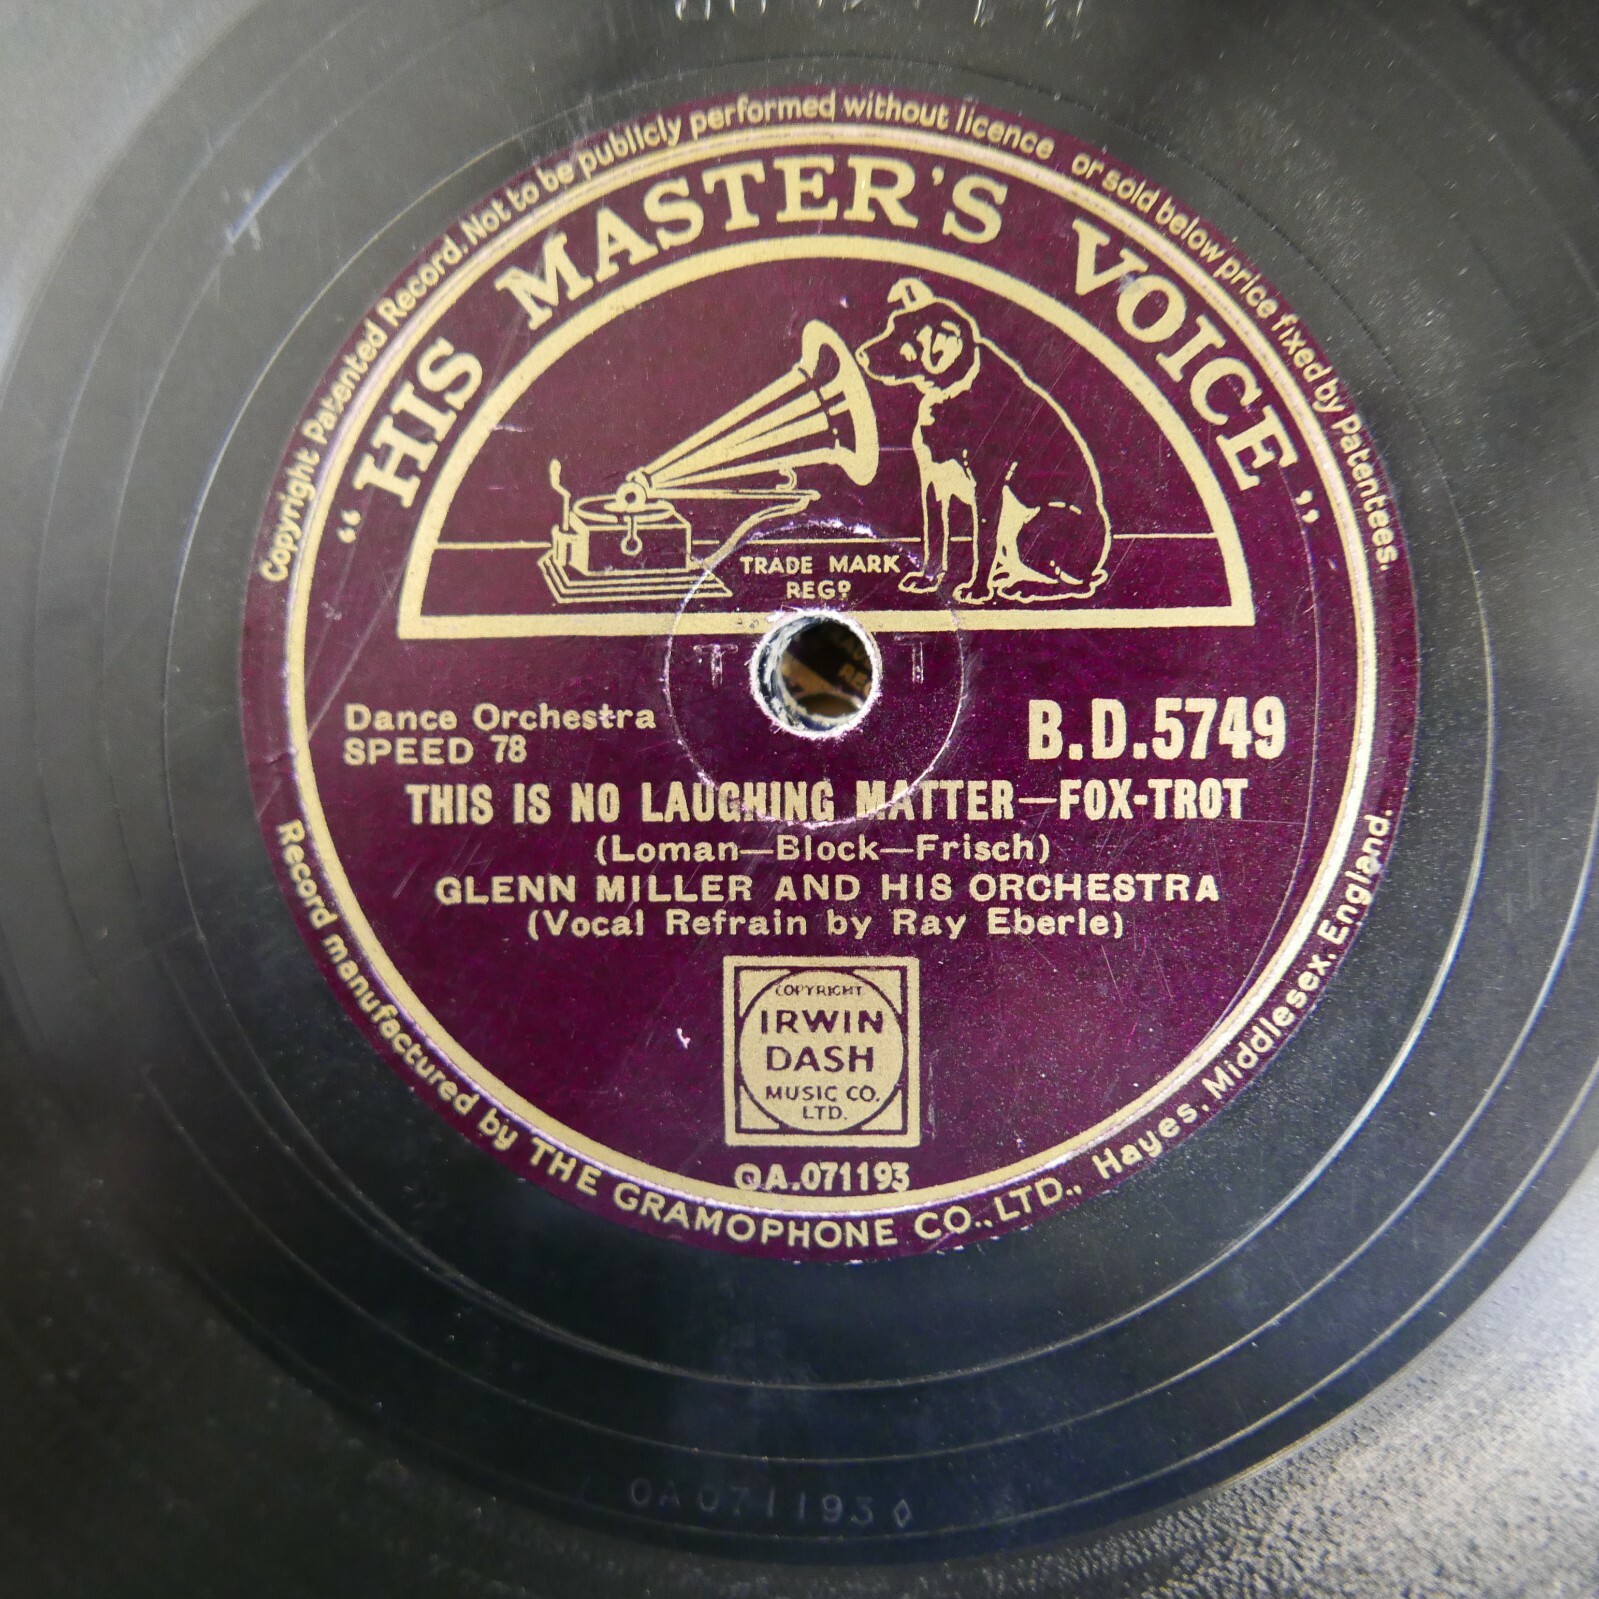 Copyright Patented Record. Not to be publicly performed without licence or sold below price fixed by Patentees.
"HIS MASTER'S VOICE"
TRADE MARK
REGD
T T
Dance Orchestra
SPEED 78
B.D.5749
THIS IS NO LAUGHING MATTER—FOX-TROT
(Loman—Block—Frisch)
GLENN MILLER AND HIS ORCHESTRA
(Vocal Refrain by Ray Eberle)
COPYRIGHT
IRWIN
DASH
MUSIC CO.
LTD.
OA.071193
Record manufactured by THE GRAMOPHONE CO., LTD., Hayes, Middlesex, England.
OA071193◊